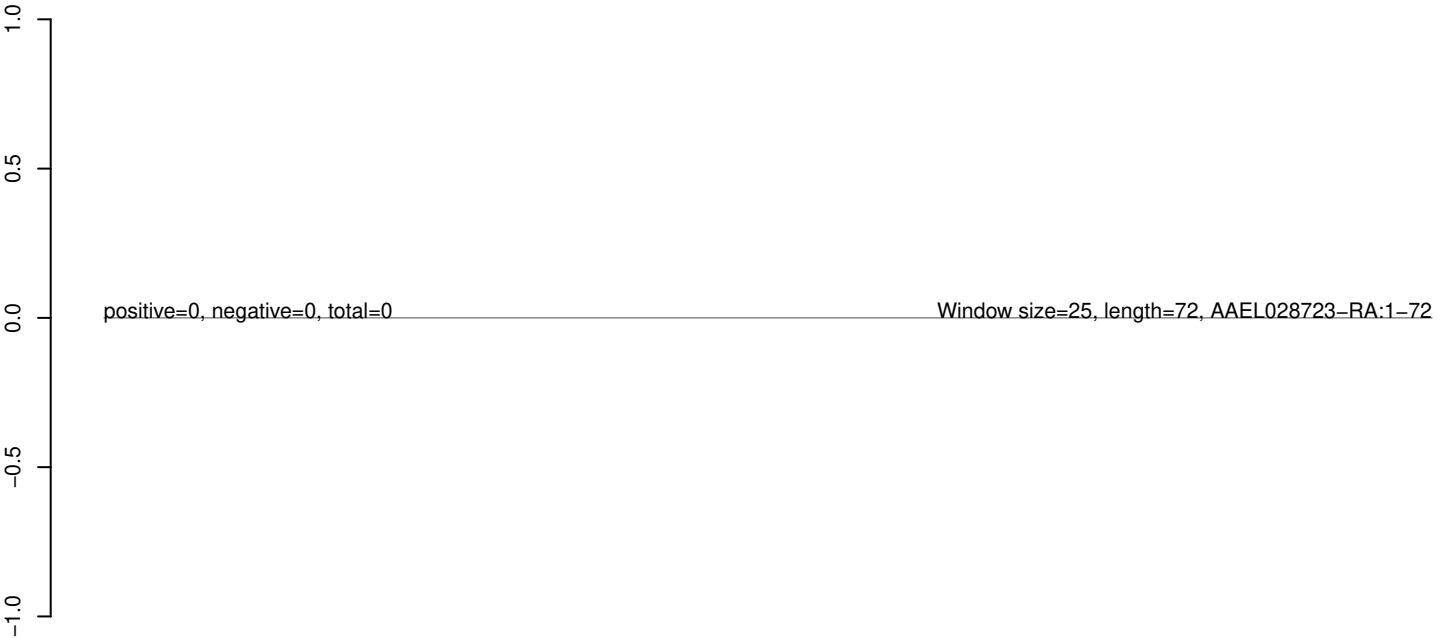 1.0
0.5
0.0
−0.5
−1.0
positive=0, negative=0, total=0
Window size=25, length=72, AAEL028723−RA:1−72